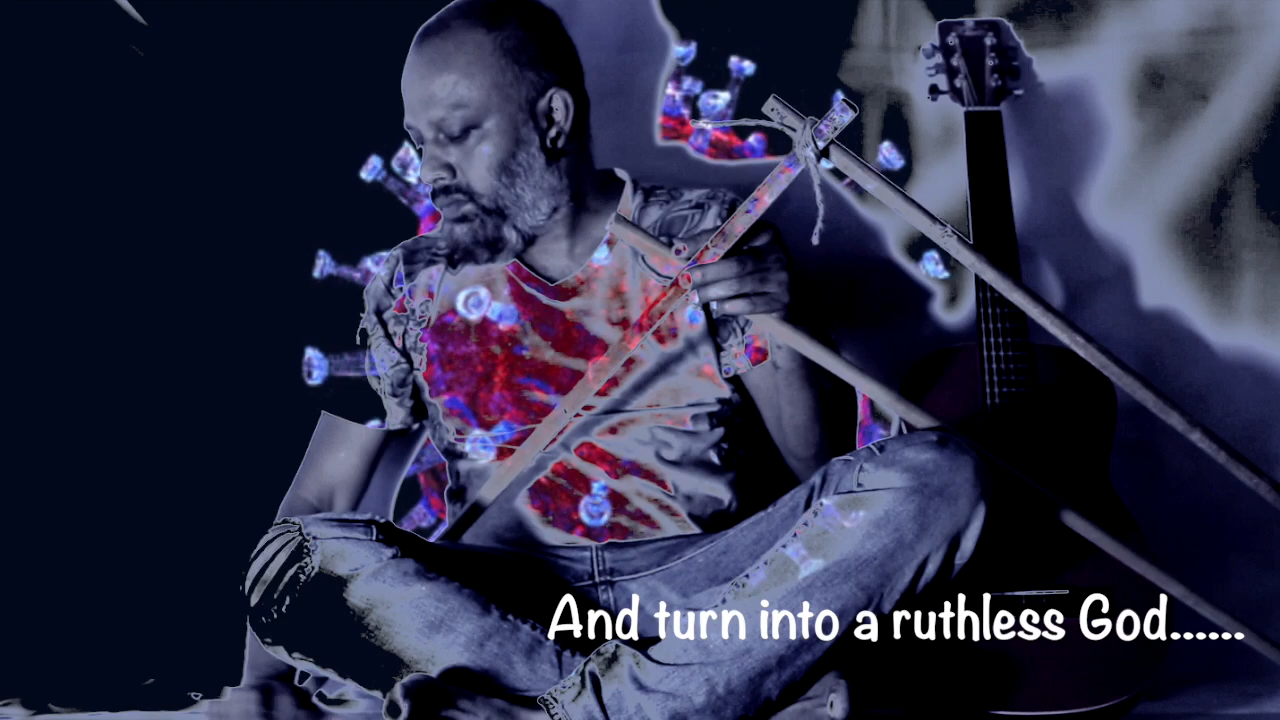 And turn into a ruthless God......